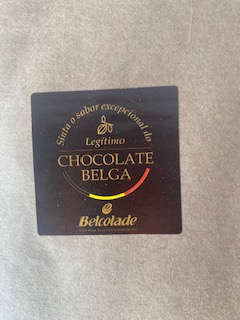 Sinta o sabor excepcional do
Legítimo
CHOCOLATE
BELGA
Belcolade